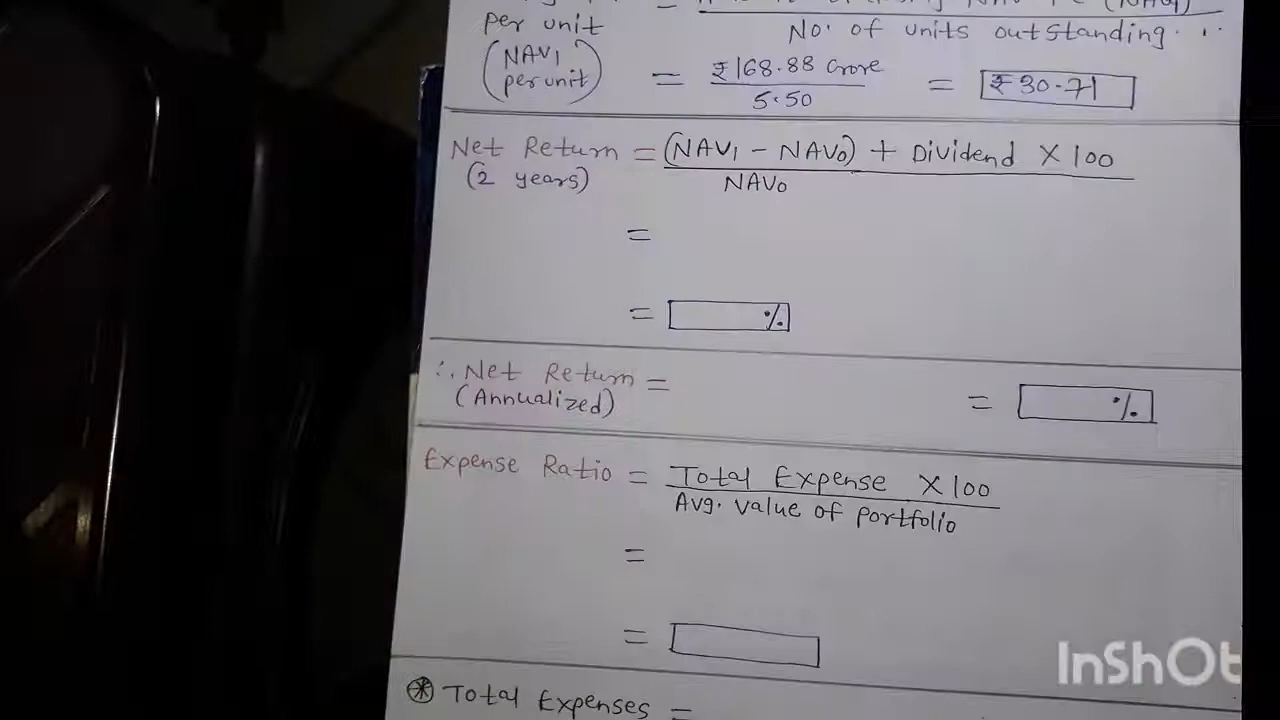 per unit
No. of units outstanding.
(NAV₁ per unit) = ₹168.88 Crore / 5.50 = ₹30.71
Net Return (2 years) = (NAV₁ - NAV₀) + Dividend X 100
NAV₀
=
= %
∴ Net Return (Annualized) = = %
Expense Ratio = Total Expense X 100
Avg. value of portfolio
=
=
* Total Expenses =
InShOt